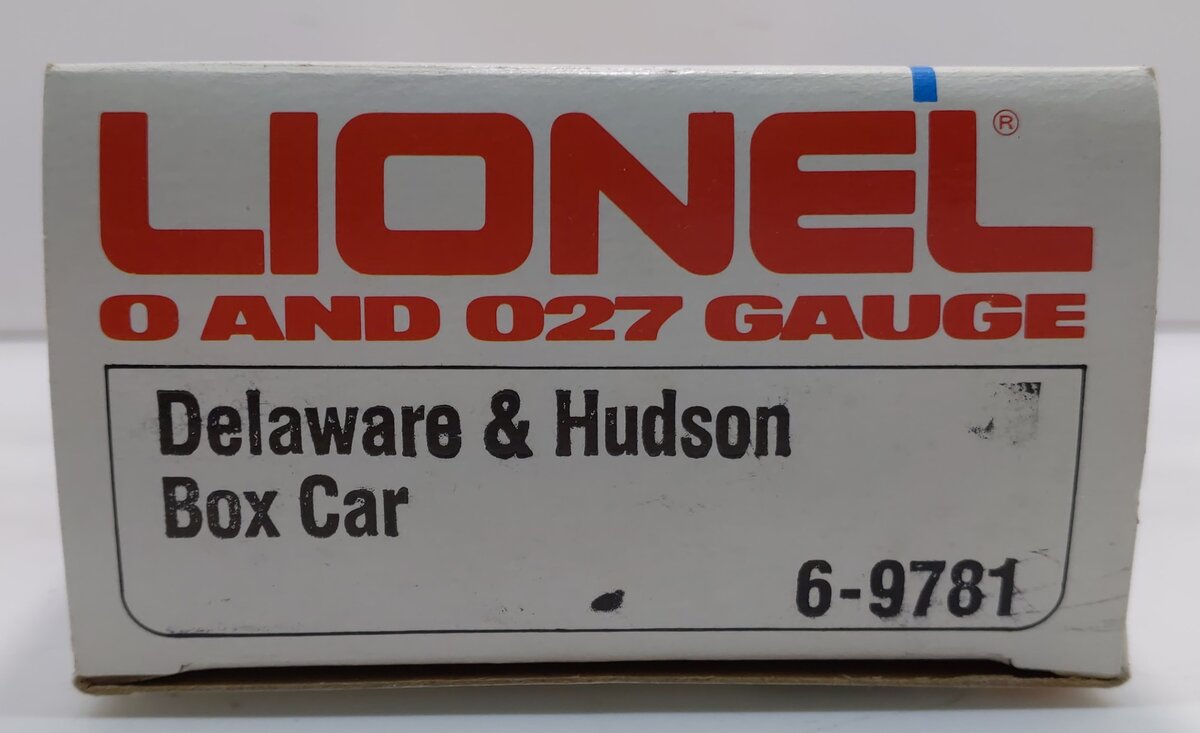 LIONEL®
O AND O27 GAUGE
Delaware & Hudson
Box Car
6-9781